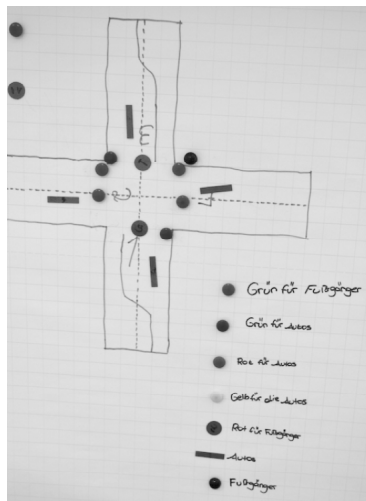 Grün für Fußgänger
Grün für Autos
Rot für Autos
Gelb für die Autos
Rot für Fußgänger
Autos
Fußgänger